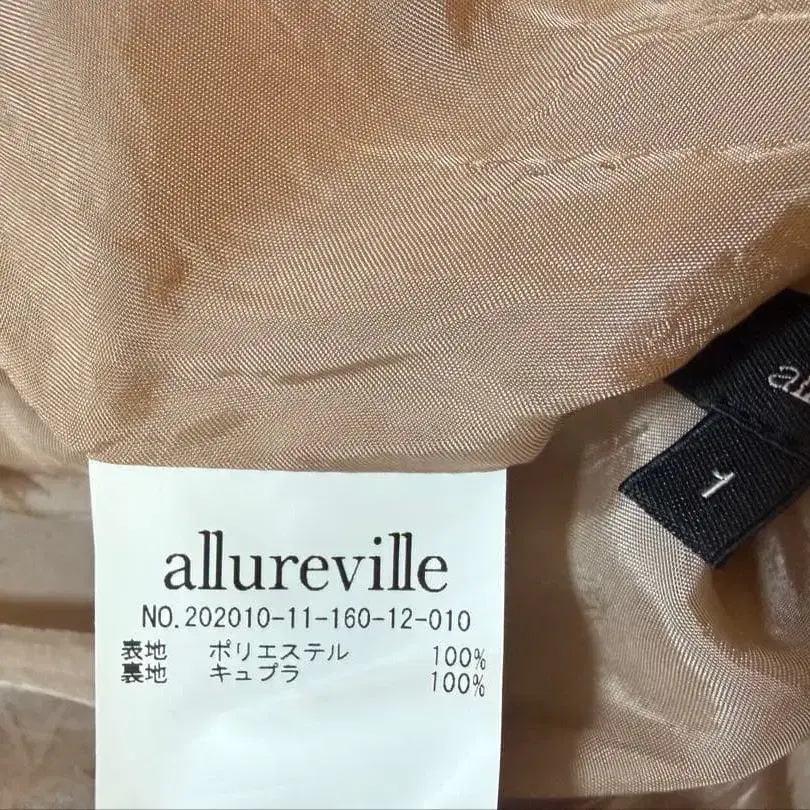 allureville
NO.202010-11-160-12-010
表地 ポリエステル 100%
裏地 キュプラ 100%
1